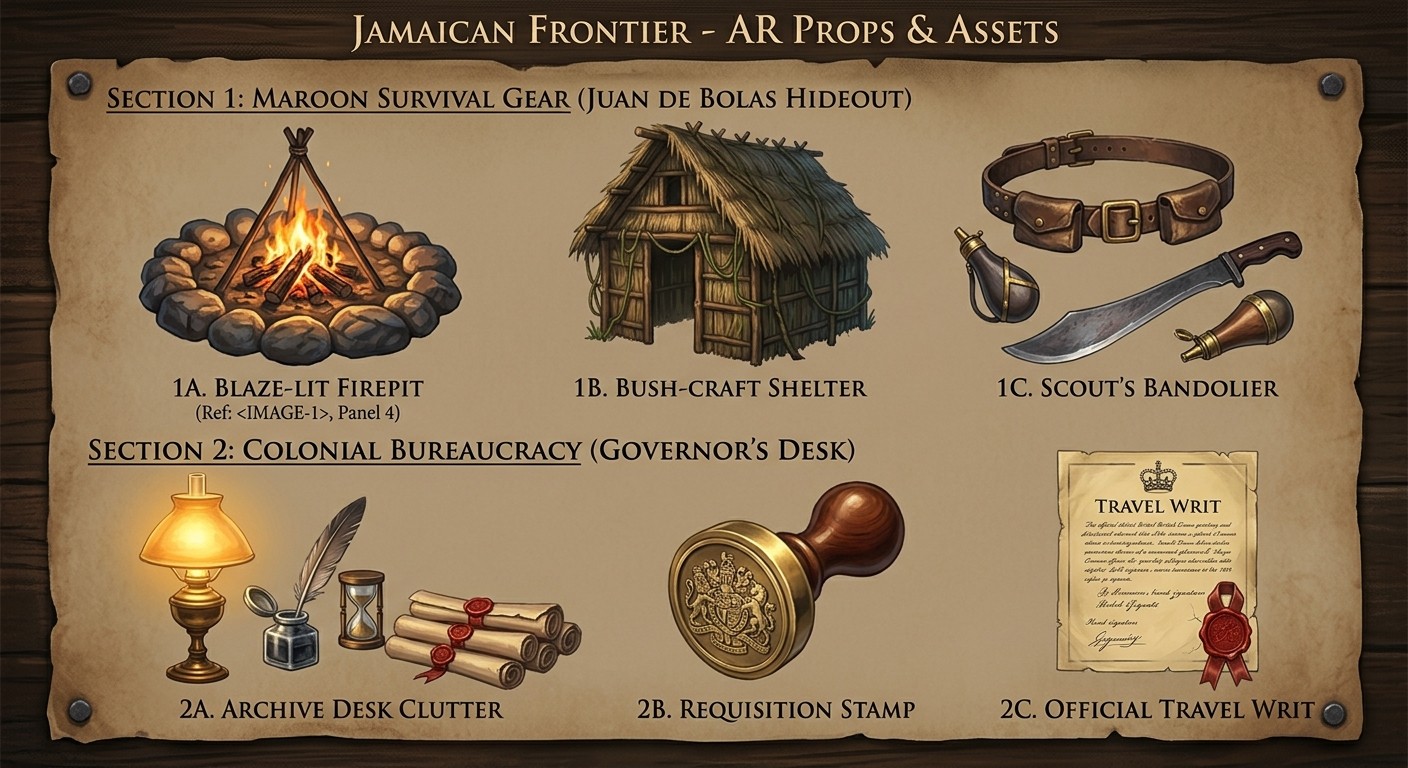 Jamaican Frontier - AR Props & Assets
Section 1: Maroon Survival Gear (Juan de Bolas Hideout)
1A. Blaze-lit Firepit
(Ref: <IMAGE-1>, Panel 4)
1B. Bush-craft Shelter
1C. Scout's Bandolier
Section 2: Colonial Bureaucracy (Governor's Desk)
Travel Writ
2A. Archive Desk Clutter
2B. Requisition Stamp
2C. Official Travel Writ